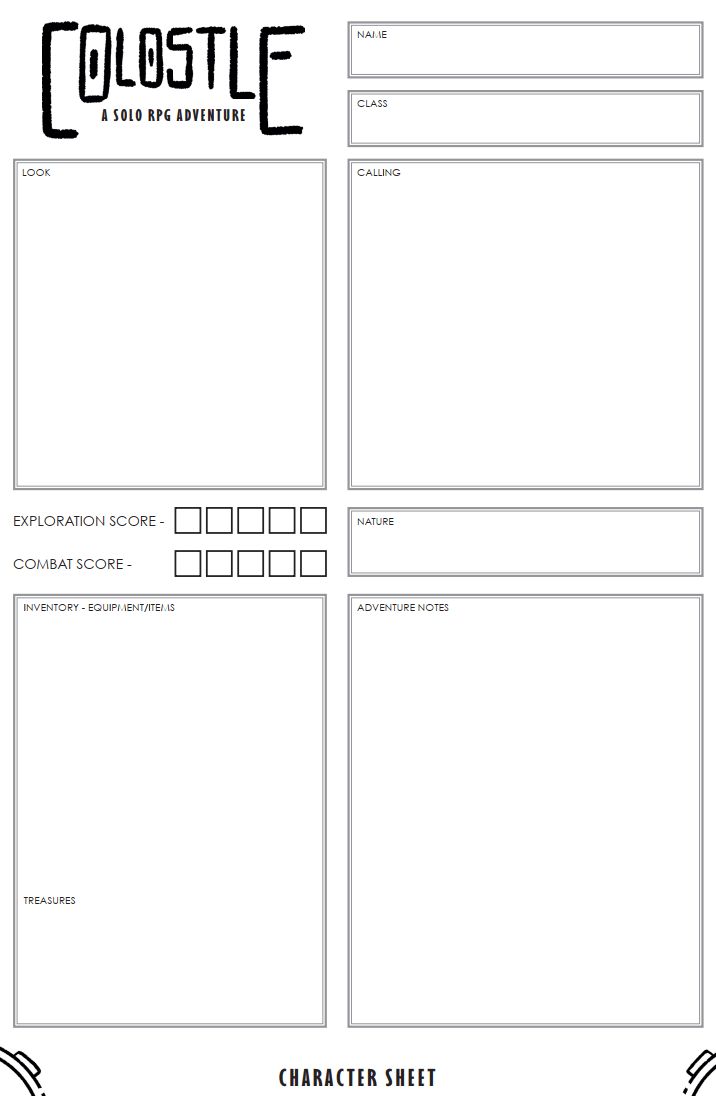 COLOSTLE
A SOLO RPG ADVENTURE
NAME
CLASS
LOOK
CALLING
EXPLORATION SCORE -
COMBAT SCORE -
NATURE
INVENTORY - EQUIPMENT/ITEMS
TREASURES
ADVENTURE NOTES
CHARACTER SHEET